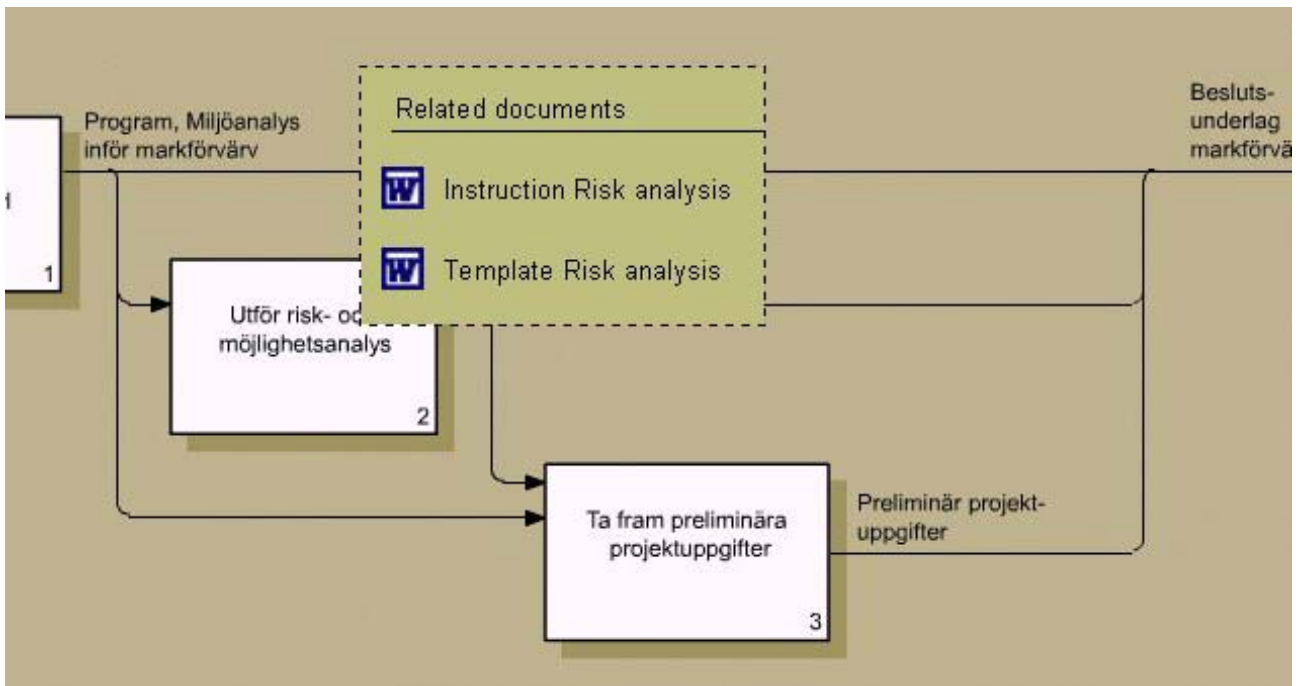 Program, Miljöanalys
inför markförvärv
1
Related documents
Instruction Risk analysis
Template Risk analysis
Besluts-
underlag
Utför risk-
möjlighetsanalys
2
Ta fram preliminära
projektuppgifter
3
Preliminär projekt-
uppgifter